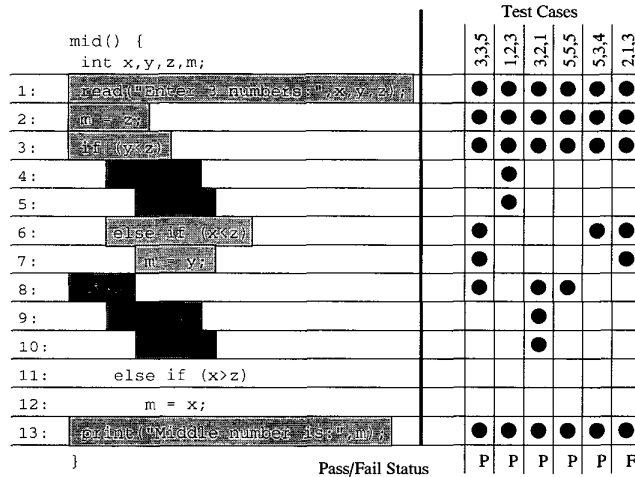 Test Cases
mid() {
int x,y,z,m;
3,3,5 1,2,3 3,2,1 5,5,5 5,3,4 2,1,3
1: read("Enter 3 numbers:",x,y,z);
2: m = z;
3: if (y<z)
4:
5:
6: else if (x<z)
7: m = y;
8:
9:
10:
11: else if (x>z)
12: m = x;
13: print("Middle number is:",m);
}
Pass/Fail Status P P P P P F